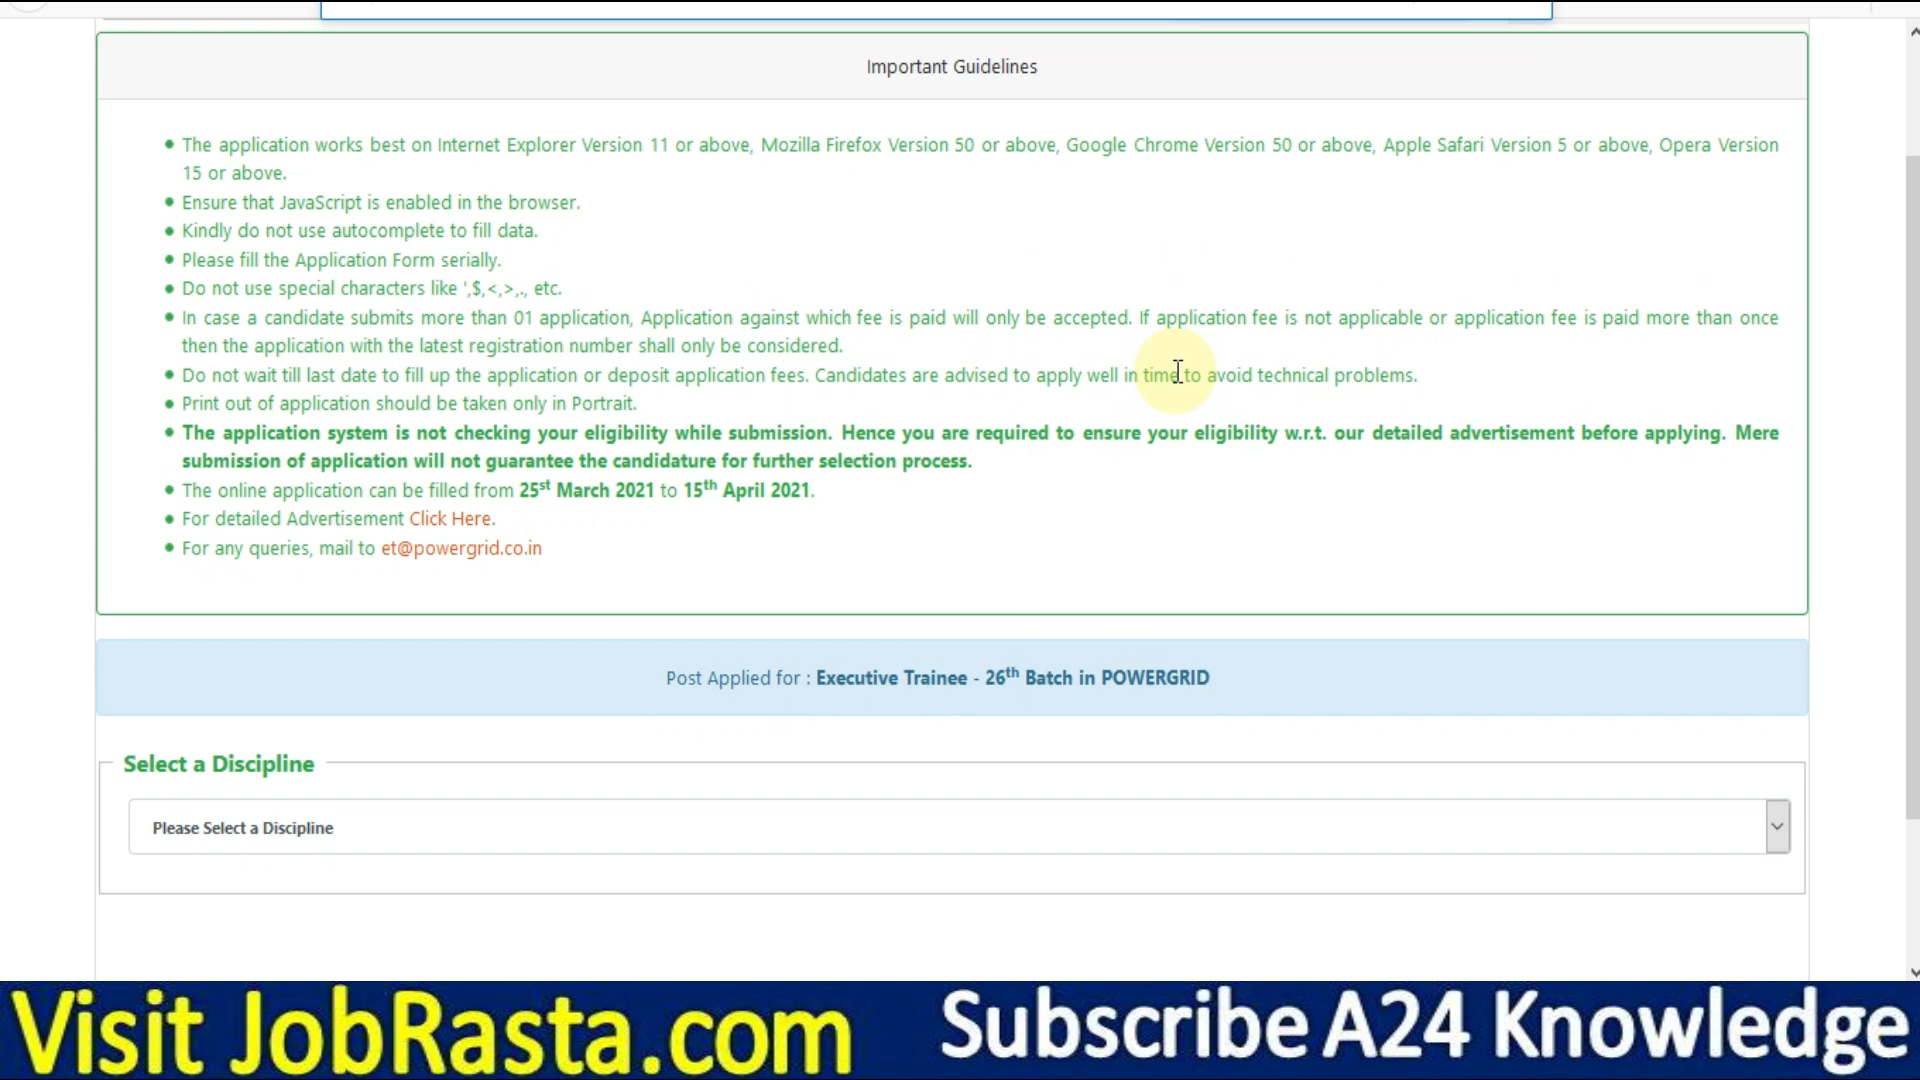 Important Guidelines
The application works best on Internet Explorer Version 11 or above, Mozilla Firefox Version 50 or above, Google Chrome Version 50 or above, Apple Safari Version 5 or above, Opera Version
15 or above.
Ensure that JavaScript is enabled in the browser.
Kindly do not use autocomplete to fill data.
Please fill the Application Form serially.
Do not use special characters like ',$,<,>,., etc.
In case a candidate submits more than 01 application, Application against which fee is paid will only be accepted. If application fee is not applicable or application fee is paid more than once
then the application with the latest registration number shall only be considered.
Do not wait till last date to fill up the application or deposit application fees. Candidates are advised to apply well in time to avoid technical problems.
Print out of application should be taken only in Portrait.
The application system is not checking your eligibility while submission. Hence you are required to ensure your eligibility w.r.t. our detailed advertisement before applying. Mere
submission of application will not guarantee the candidature for further selection process.
The online application can be filled from 25st March 2021 to 15th April 2021.
For detailed Advertisement Click Here.
For any queries, mail to et@powergrid.co.in
Post Applied for : Executive Trainee - 26th Batch in POWERGRID
Select a Discipline
Please Select a Discipline
Visit JobRasta.com Subscribe A24 Knowledge